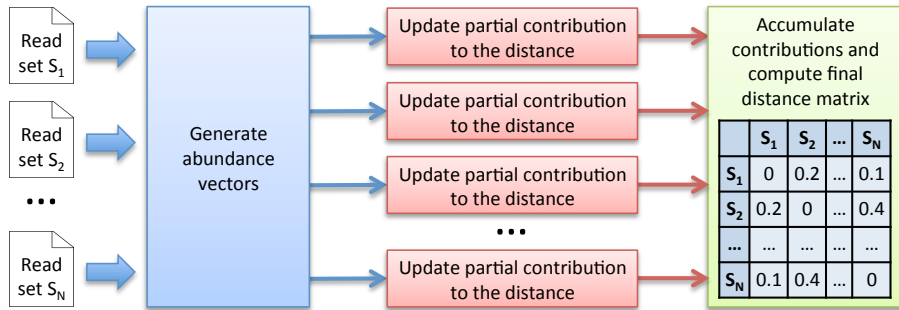 Read
set S1
Read
set S2
...
Read
set SN
Generate
abundance
vectors
Update partial contribution
to the distance
Update partial contribution
to the distance
Update partial contribution
to the distance
...
Update partial contribution
to the distance
Accumulate
contributions and
compute final
distance matrix
S1 S2 ... SN
S1 0 0.2 ... 0.1
S2 0.2 0 ... 0.4
... ... ... ... ...
SN 0.1 0.4 ... 0